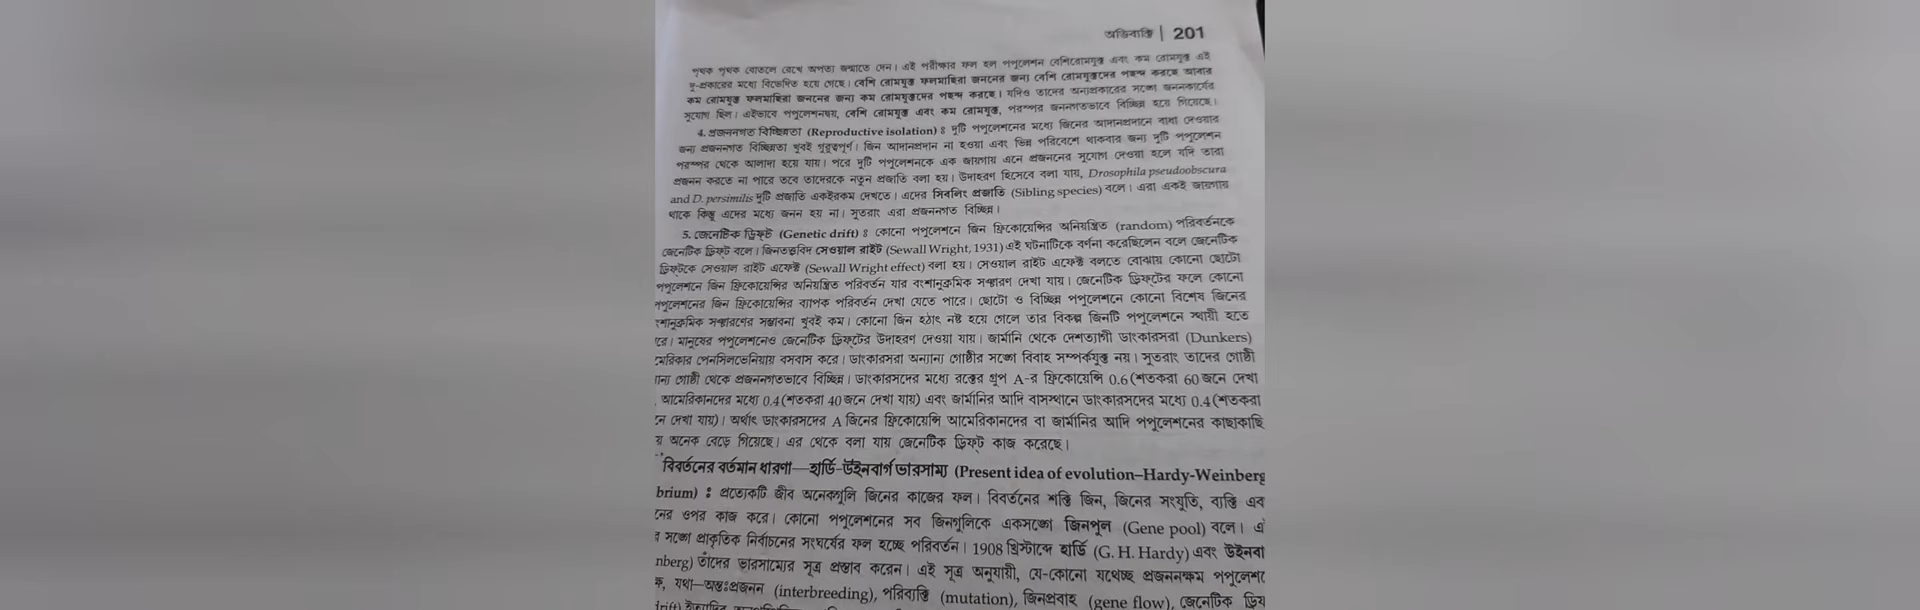 অভিব্যক্তি | 201
পৃথক পৃথক বোতলে রেখে অপত্য জন্মাতে দেন। এই পরীক্ষার ফল হল পপুলেশন বেশিরোমযুক্ত এবং কম রোমযুক্ত এই
দু-প্রকারের মধ্যে বিভেদিত হয়ে গেছে। বেশি রোমযুক্ত ফলমাছিরা জননের জন্য বেশি রোমযুক্তদের পছন্দ করছে আবার
কম রোমযুক্ত ফলমাছিরা জননের জন্য কম রোমযুক্তদের পছন্দ করছে। যদিও তাদের অন্যপ্রকারের সঙ্গে জননকার্যের
সুযোগ ছিল। এইভাবে পপুলেশনদ্বয়, বেশি রোমযুক্ত এবং কম রোমযুক্ত, পরস্পর জননগতভাবে বিচ্ছিন্ন হয়ে গিয়েছে।
4. প্রজননগত বিচ্ছিন্নতা (Reproductive isolation) ঃ দুটি পপুলেশনের মধ্যে জিনের আদানপ্রদানে বাধা দেওয়ার
জন্য প্রজননগত বিচ্ছিন্নতা খুবই গুরুত্বপূর্ণ। জিন আদানপ্রদান না হওয়া এবং ভিন্ন পরিবেশে থাকবার জন্য দুটি পপুলেশন
পরস্পর থেকে আলাদা হয়ে যায়। পরে দুটি পপুলেশনকে এক জায়গায় এনে প্রজননের সুযোগ দেওয়া হলে যদি তারা
প্রজনন করতে না পারে তবে তাদেরকে নতুন প্রজাতি বলা হয়। উদাহরণ হিসেবে বলা যায়, Drosophila pseudoobscura
and D. persimilis দুটি প্রজাতি একইরকম দেখতে। এদের সিবলিং প্রজাতি (Sibling species) বলে। এরা একই জায়গায়
থাকে কিন্তু এদের মধ্যে জনন হয় না। সুতরাং এরা প্রজননগত বিচ্ছিন্ন।
5. জেনেটিক ড্রিফ্ট (Genetic drift) ঃ কোনো পপুলেশনে জিন ফ্রিকোয়েন্সির অনিয়ন্ত্রিত (random) পরিবর্তনকে
জেনেটিক ড্রিফ্ট বলে। জিনতত্ত্ববিদ সেওয়াল রাইট (Sewall Wright, 1931) এই ঘটনাটিকে বর্ণনা করেছিলেন বলে জেনেটিক
ড্রিফ্টকে সেওয়াল রাইট এফেক্ট (Sewall Wright effect) বলা হয়। সেওয়াল রাইট এফেক্ট বলতে বোঝায় কোনো ছোটো
পপুলেশনে জিন ফ্রিকোয়েন্সির অনিয়ন্ত্রিত পরিবর্তন যার বংশানুক্রমিক সঞ্চারণ দেখা যায়। জেনেটিক ড্রিফ্টের ফলে কোনো
পপুলেশনের জিন ফ্রিকোয়েন্সির ব্যাপক পরিবর্তন দেখা যেতে পারে। ছোটো ও বিচ্ছিন্ন পপুলেশনে কোনো বিশেষ জিনের
ংশানুক্রমিক সঞ্চারণের সম্ভাবনা খুবই কম। কোনো জিন হঠাৎ নষ্ট হয়ে গেলে তার বিকল্প জিনটি পপুলেশনে স্থায়ী হতে
রে। মানুষের পপুলেশনেও জেনেটিক ড্রিফ্টের উদাহরণ দেওয়া যায়। জার্মানি থেকে দেশত্যাগী ডাংকারসরা (Dunkers)
মেরিকার পেনসিলভেনিয়ায় বসবাস করে। ডাংকারসরা অন্যান্য গোষ্ঠীর সঙ্গে বিবাহ সম্পর্কযুক্ত নয়। সুতরাং তাদের গোষ্ঠী
ন্য গোষ্ঠী থেকে প্রজননগতভাবে বিচ্ছিন্ন। ডাংকারসদের মধ্যে রক্তের গ্রুপ A-র ফ্রিকোয়েন্সি 0.6 (শতকরা 60 জনে দেখা
আমেরিকানদের মধ্যে 0.4 (শতকরা 40 জনে দেখা যায়) এবং জার্মানির আদি বাসস্থানে ডাংকারসদের মধ্যে 0.4 (শতকরা
নে দেখা যায়)। অর্থাৎ ডাংকারসদের A জিনের ফ্রিকোয়েন্সি আমেরিকানদের বা জার্মানির আদি পপুলেশনের কাছাকাছি
য় অনেক বেড়ে গিয়েছে। এর থেকে বলা যায় জেনেটিক ড্রিফ্ট কাজ করেছে।
বিবর্তনের বর্তমান ধারণা—হার্ডি-উইনবার্গ ভারসাম্য (Present idea of evolution–Hardy-Weinberg
brium) ঃ প্রত্যেকটি জীব অনেকগুলি জিনের কাজের ফল। বিবর্তনের শক্তি জিন, জিনের সংযুতি, ব্যক্তি এব
নের ওপর কাজ করে। কোনো পপুলেশনের সব জিনগুলিকে একসঙ্গে জিনপুল (Gene pool) বলে। এ
র সঙ্গে প্রাকৃতিক নির্বাচনের সংঘর্ষের ফল হচ্ছে পরিবর্তন। 1908 খ্রিস্টাব্দে হার্ডি (G. H. Hardy) এবং উইনবা
nberg) তাঁদের ভারসাম্যের সূত্র প্রস্তাব করেন। এই সূত্র অনুযায়ী, যে-কোনো যথেচ্ছ প্রজননক্ষম পপুলেশ
ক, যথা—অন্তঃপ্রজনন (interbreeding), পরিব্যক্তি (mutation), জিনপ্রবাহ (gene flow), জেনেটিক ড্রিফ